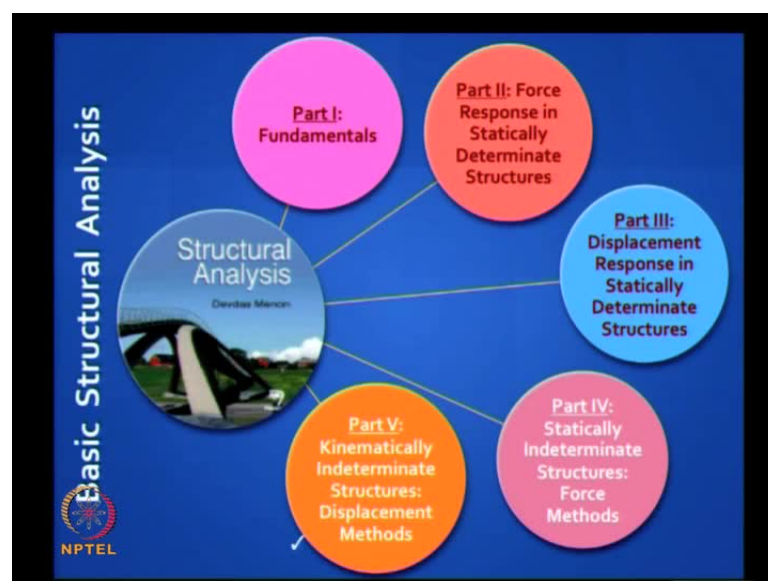 Basic Structural Analysis
Part I:
Fundamentals
Part II: Force
Response in
Statically
Determinate
Structures
Part III:
Displacement
Response in
Statically
Determinate
Structures
Structural
Analysis
Devdas Menon
Part IV:
Statically
Indeterminate
Structures:
Force
Methods
Part V:
Kinematically
Indeterminate
Structures:
Displacement
Methods
NPTEL